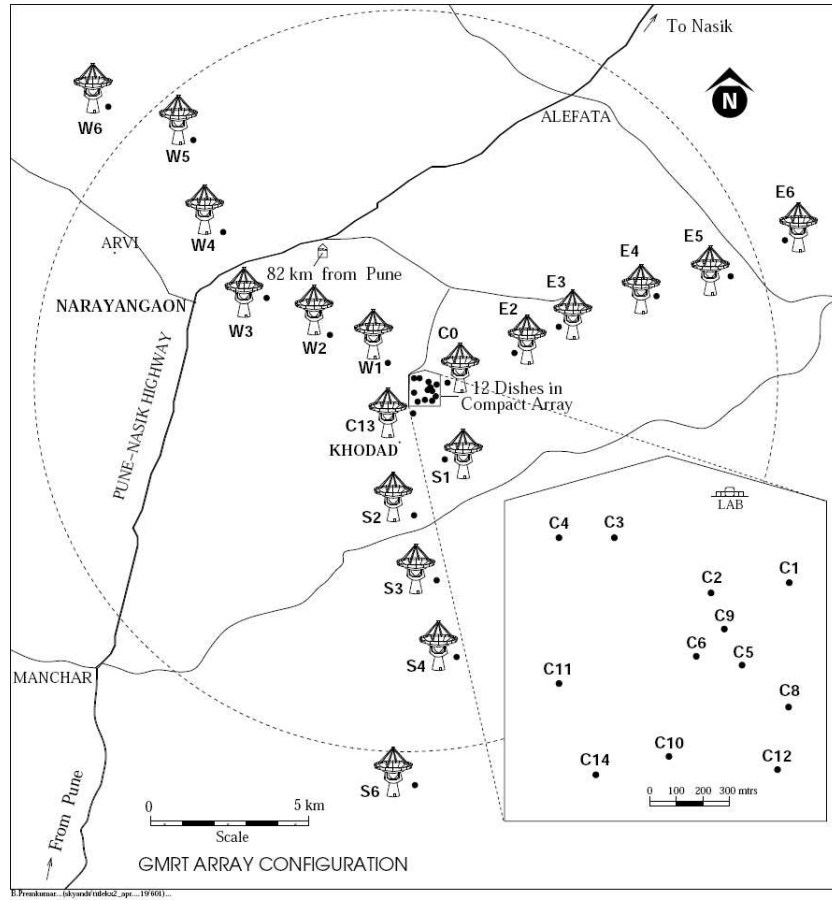 To Nasik
N
W6
ALEFATA
W5
E6
W4
ARVI
E5
E4
82 km from Pune
E3
NARAYANGAON
W3
E2
W2
C0
W1
12 Dishes in
Compact Array
C13
KHODAD
PUNE-NASIK HIGHWAY
S1
S2
LAB
C4
C3
C1
C2
S3
C9
C6
C5
S4
C11
MANCHAR
C8
C10
C14
C12
S6
0 100 200 300 mtrs
0 5 km
Scale
From Pune
GMRT ARRAY CONFIGURATION